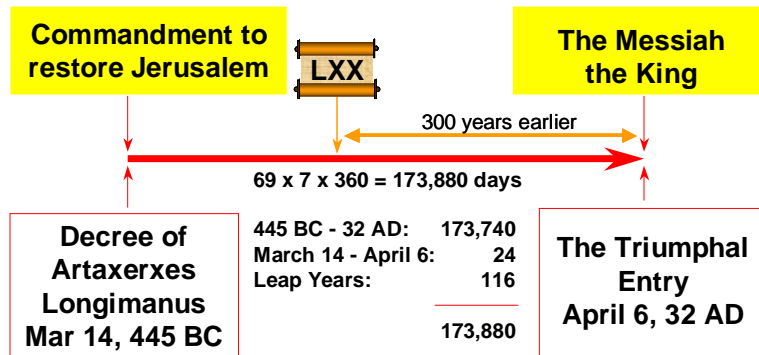 Commandment to
restore Jerusalem
LXX
The Messiah
the King
300 years earlier
69 x 7 x 360 = 173,880 days
Decree of
Artaxerxes
Longimanus
Mar 14, 445 BC
445 BC - 32 AD: 173,740
March 14 - April 6: 24
Leap Years: 116
173,880
The Triumphal
Entry
April 6, 32 AD